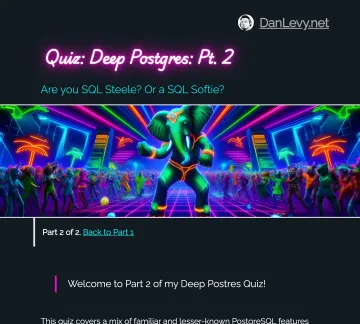 DanLevy.net
Quiz: Deep Postgres: Pt. 2
Are you SQL Steele? Or a SQL Softie?
Part 2 of 2. Back to Part 1
Welcome to Part 2 of my Deep Postres Quiz!
This quiz covers a mix of familiar and lesser-known PostgreSQL features